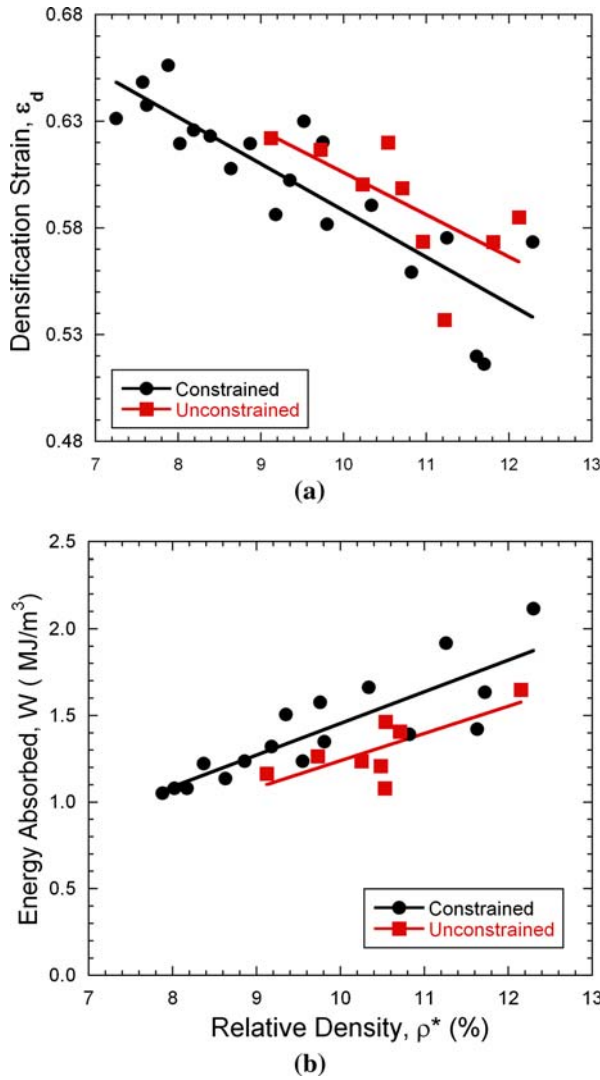 0.68
0.63
0.58
0.53
0.48
Densification Strain, ε_d
Constrained
Unconstrained
7 8 9 10 11 12 13
(a)
2.5
2.0
1.5
1.0
0.5
0.0
Energy Absorbed, W ( MJ/m³)
Constrained
Unconstrained
7 8 9 10 11 12 13
Relative Density, ρ* (%)
(b)